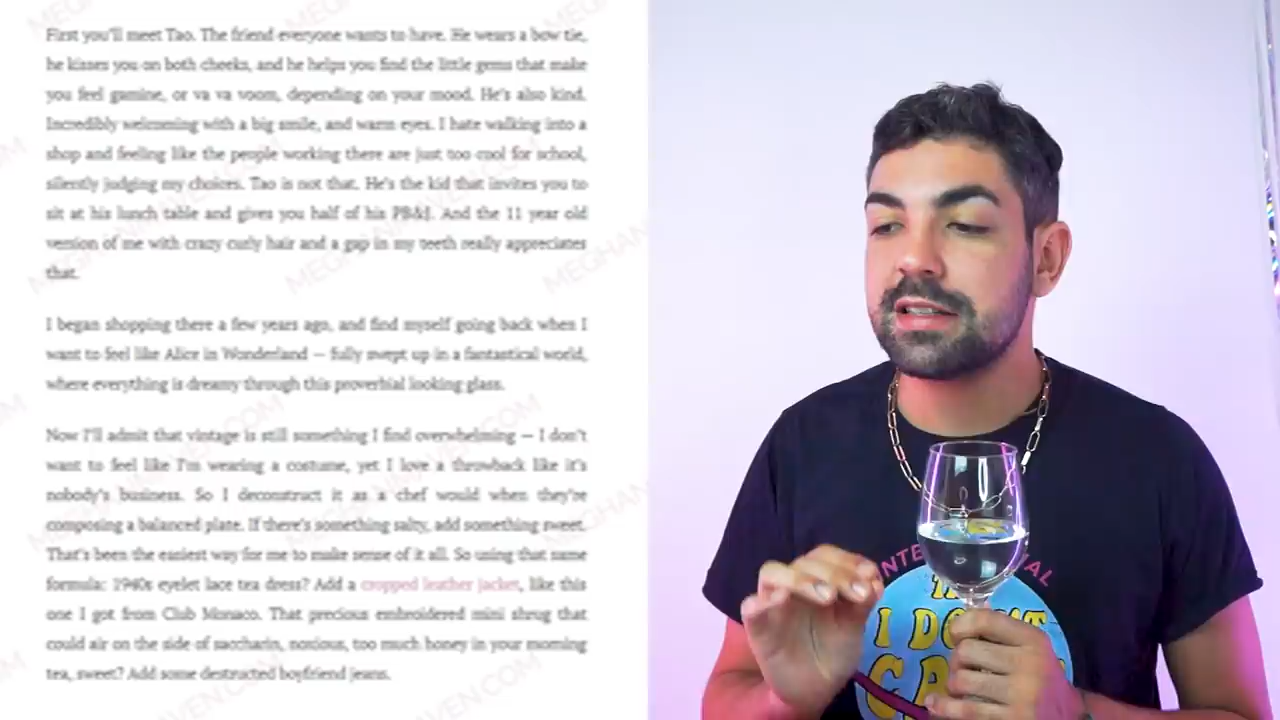 First you'll meet Tao. The friend everyone wants to have. He wears a bow tie,
he kisses you on both cheeks, and he helps you find the little gems that make
you feel gamine, or va va voom, depending on your mood. He's also kind.
Incredibly welcoming with a big smile, and warm eyes. I hate walking into a
shop and feeling like the people working there are just too cool for school,
silently judging my choices. Tao is not that. He's the kid that invites you to
sit at his lunch table and gives you half of his PB&J. And the 11 year old
version of me with crazy curly hair and a gap in my teeth really appreciates
that.
I began shopping there a few years ago, and find myself going back when I
want to feel like Alice in Wonderland — fully swept up in a fantastical world,
where everything is dreamy through this proverbial looking glass.
Now I'll admit that vintage is still something I find overwhelming — I don't
want to feel like I'm wearing a costume, yet I love a throwback like it's
nobody's business. So I deconstruct it as a chef would when they're
composing a balanced plate. If there's something salty, add something sweet.
That's been the easiest way for me to make sense of it all. So using that same
formula: 1940s eyelet lace tea dress? Add a cropped leather jacket, like this
one I got from Club Monaco. That precious embroidered mini shrug that
could air on the side of saccharin, noxious, too much honey in your morning
tea, sweet? Add some destructed boyfriend jeans.
MEGHANMAVEN.COM
I DON'T